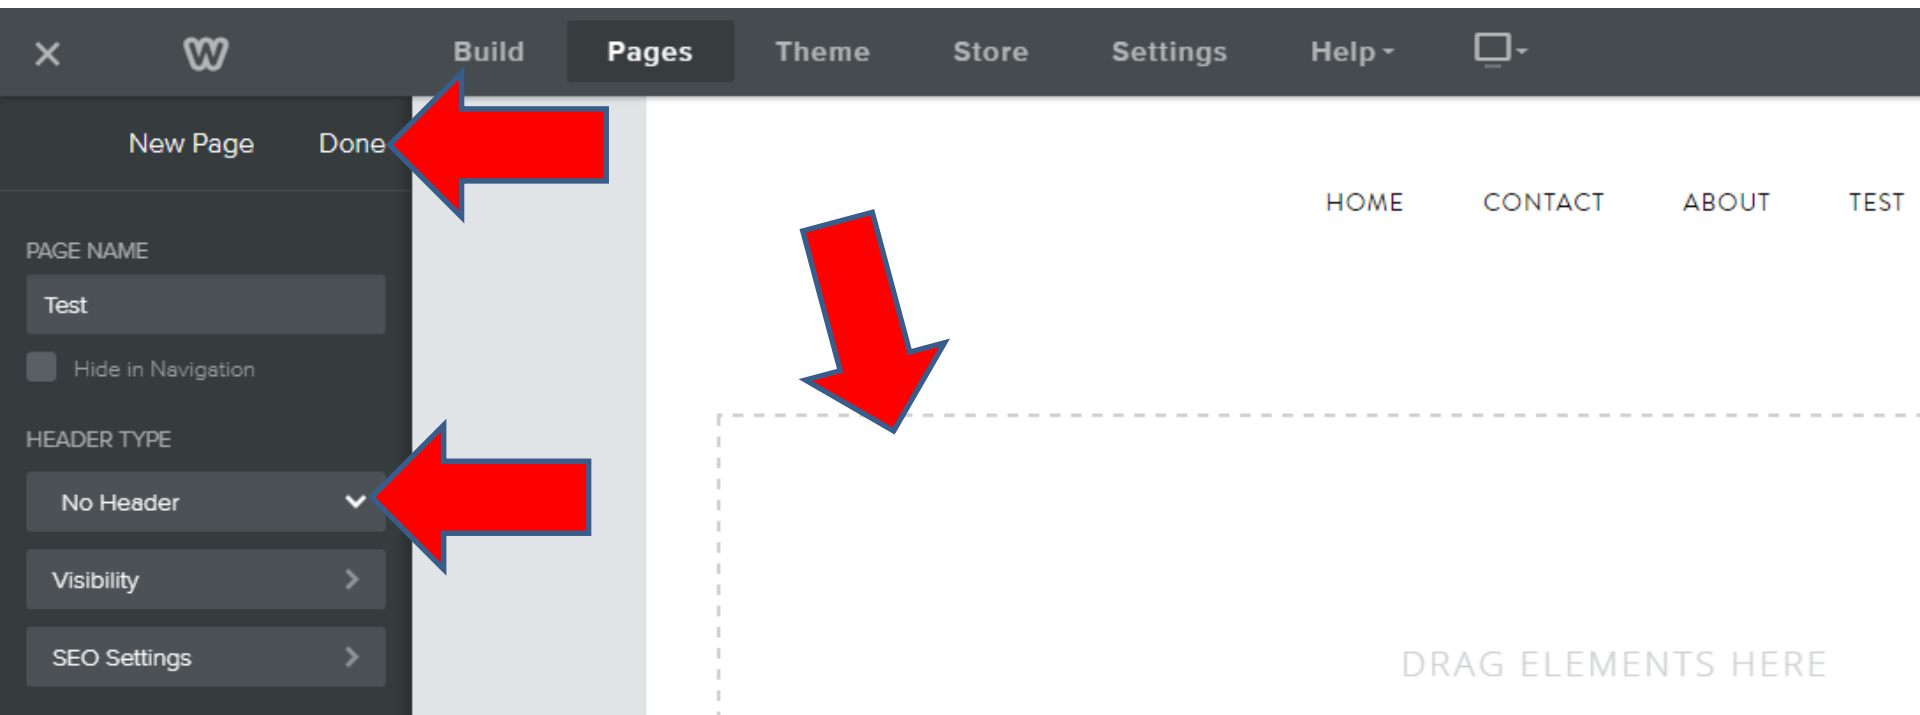 Build Pages Theme Store Settings Help
New Page Done
HOME CONTACT ABOUT TEST
PAGE NAME
Test
Hide in Navigation
HEADER TYPE
No Header
Visibility
SEO Settings
DRAG ELEMENTS HERE